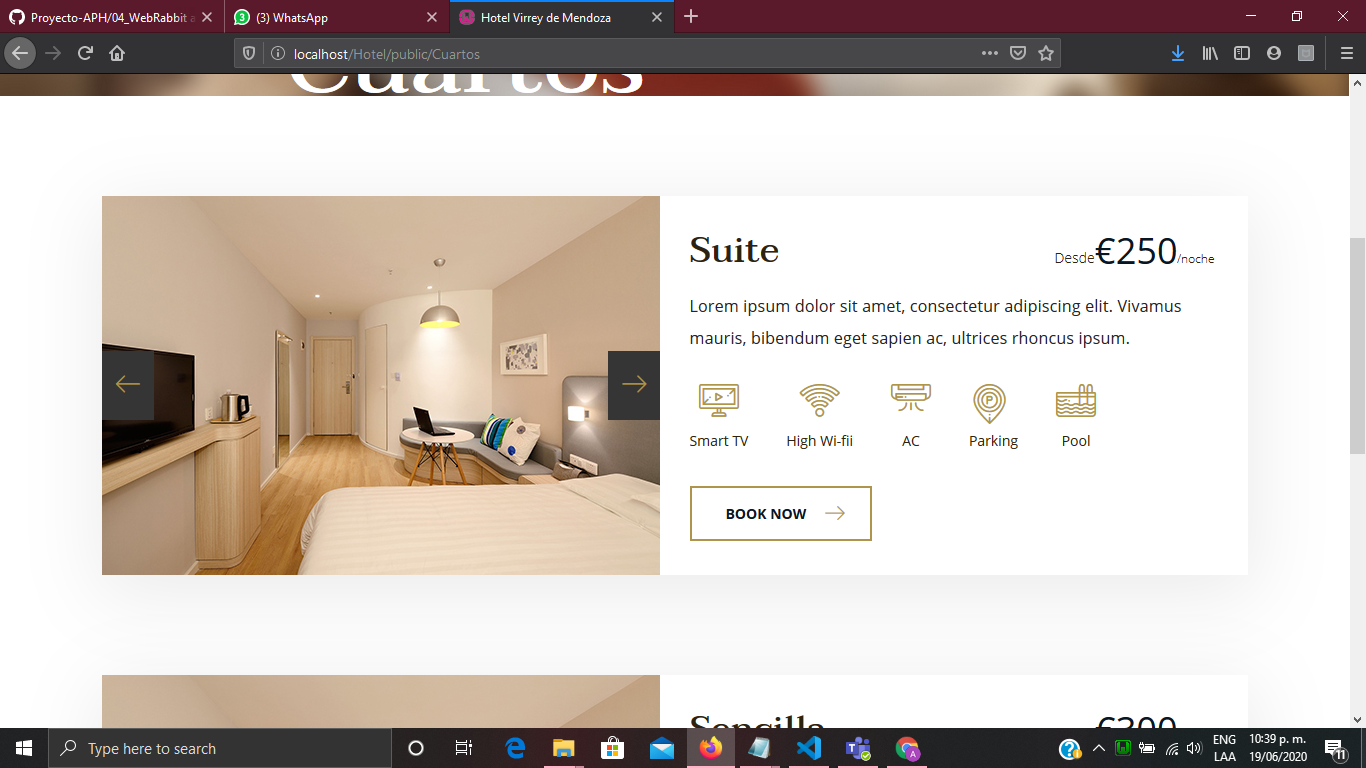 Proyecto-APH/04_WebRabbit a
(3) WhatsApp
Hotel Virrey de Mendoza
localhost/Hotel/public/Cuartos
Cuartos
Suite
Desde€250/noche
Lorem ipsum dolor sit amet, consectetur adipiscing elit. Vivamus
mauris, bibendum eget sapien ac, ultrices rhoncus ipsum.
Smart TV
High Wi-fii
AC
Parking
Pool
BOOK NOW
Sencilla
€300
Type here to search
ENG
LAA
10:39 p. m.
19/06/2020
11